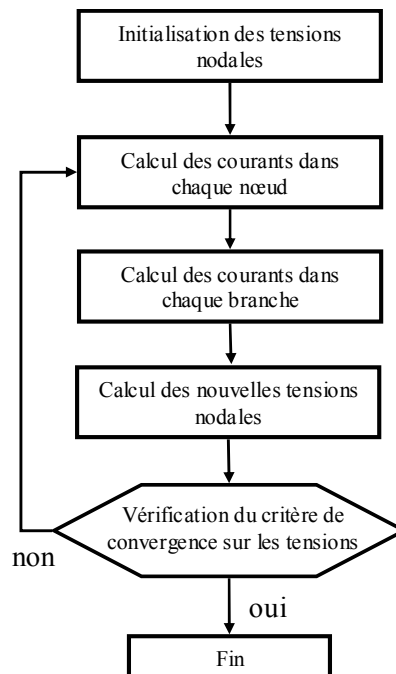 Initialisation des tensions
nodales
Calcul des courants dans
chaque nœud
Calcul des courants dans
chaque branche
Calcul des nouvelles tensions
nodales
Vérification du critère de
convergence sur les tensions
non
oui
Fin